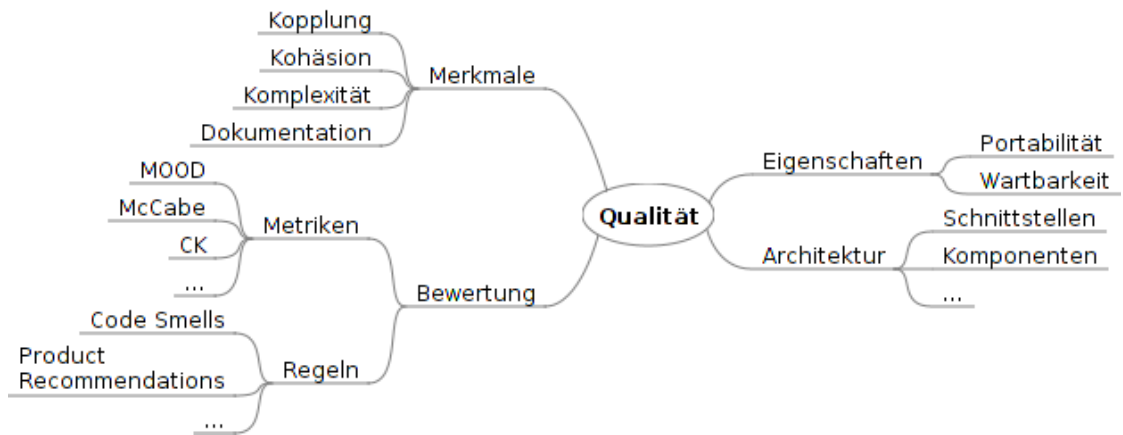 Kopplung
Kohäsion
Komplexität
Dokumentation
Merkmale
MOOD
McCabe
CK
...
Metriken
Code Smells
Product
Recommendations
...
Regeln
Bewertung
Qualität
Eigenschaften
Portabilität
Wartbarkeit
Architektur
Schnittstellen
Komponenten
...